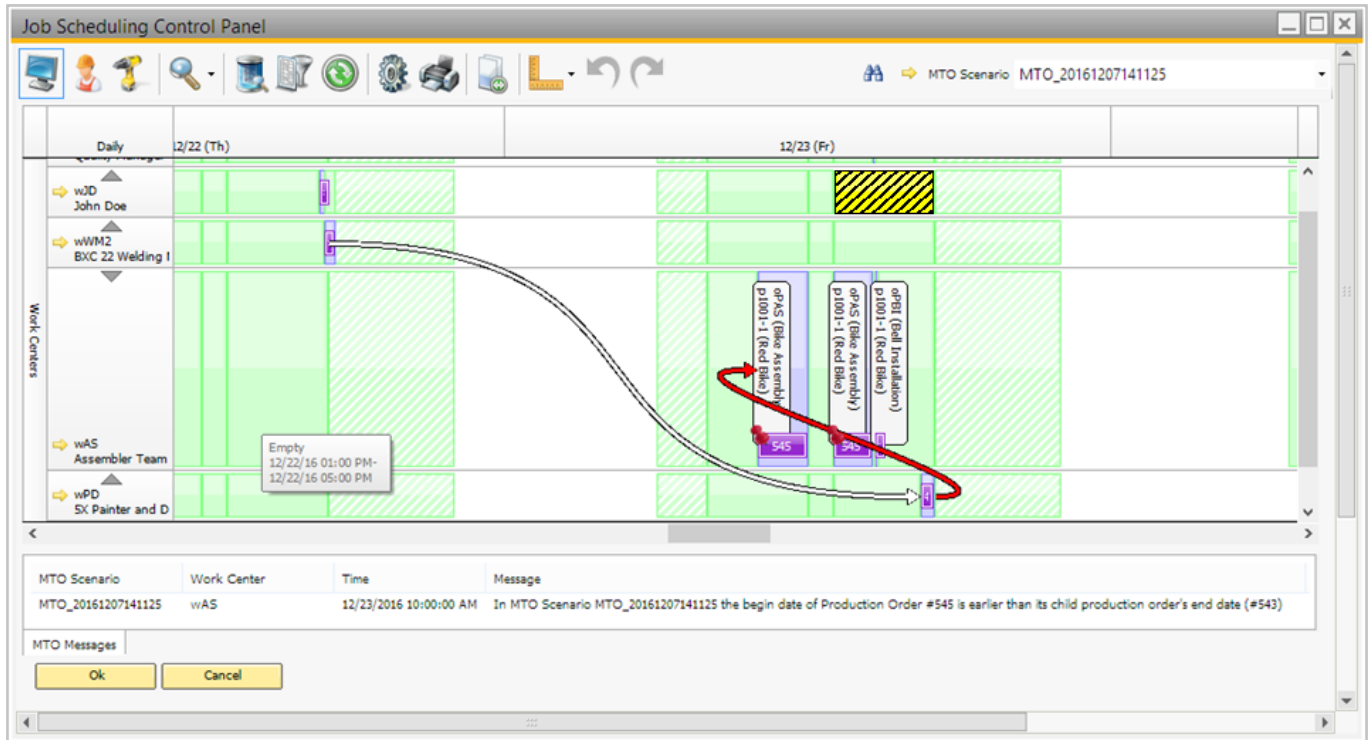 Job Scheduling Control Panel
MTO Scenario MTO_20161207141125
Daily
12/22 (Th)
12/23 (Fr)
Work Centers
wJD
John Doe
wWM2
BXC 22 Welding
wAS
Assembler Team
wPD
5X Painter and D
oPAS (Bike Assembly)
p1001-1 (Red Bike)
oPAS (Bike Assembly)
p1001-1 (Red Bike)
oPBI (Bell Installation)
p1001-1 (Red Bike)
545
545
Empty
12/22/16 01:00 PM-
12/22/16 05:00 PM
MTO Scenario Work Center Time Message
MTO_20161207141125 wAS 12/23/2016 10:00:00 AM In MTO Scenario MTO_20161207141125 the begin date of Production Order #545 is earlier than its child production order's end date (#543)
MTO Messages
Ok Cancel